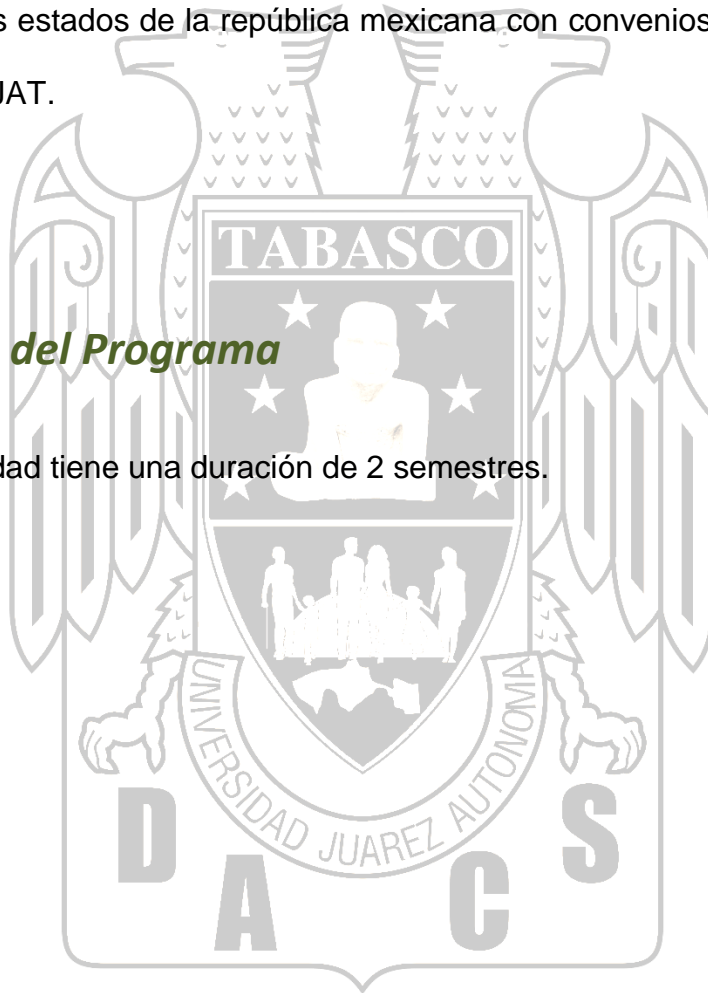 s estados de la república mexicana con convenios
JAT.
TABASCO
del Programa
dad tiene una duración de 2 semestres.
UNIVERSIDAD JUAREZ AUTONOMA
D A C S